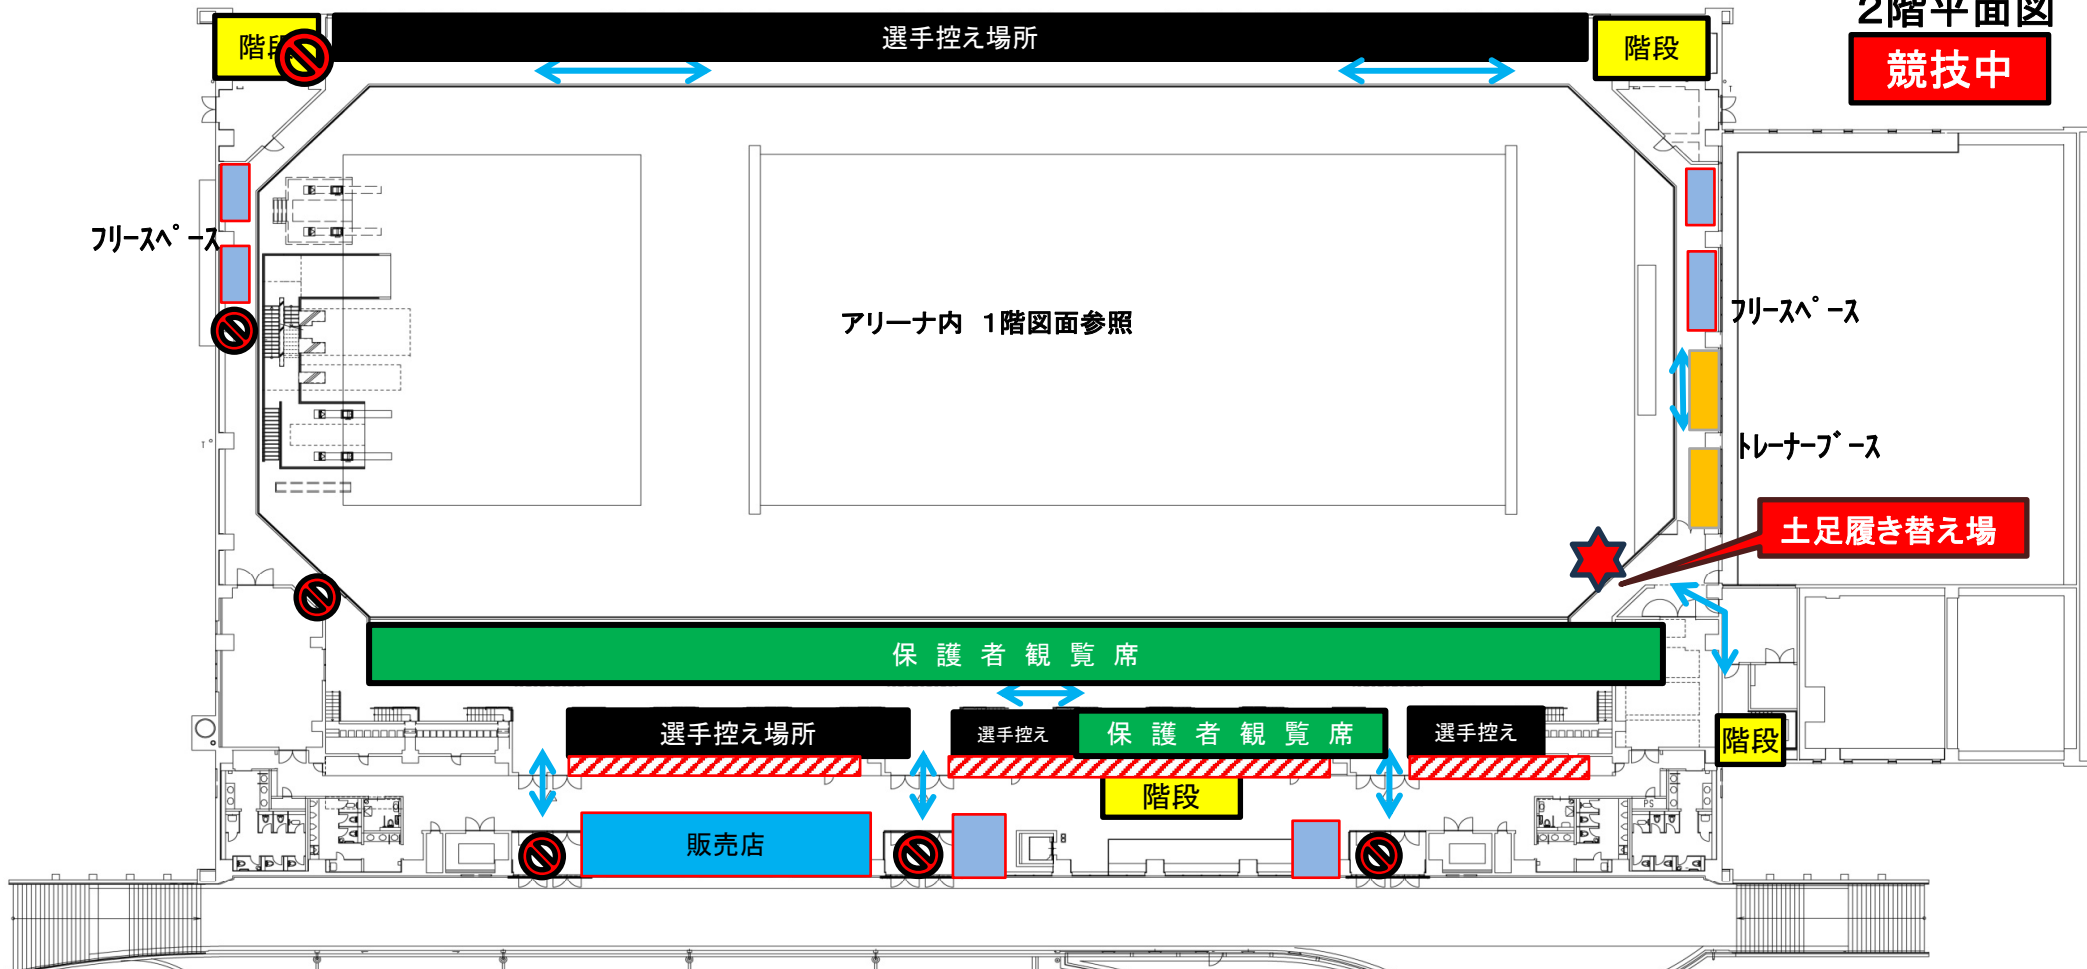 2階平面図
競技中
階段
選手控え場所
階段
フリースペース
フリースペース
アリーナ内 1階図面参照
トレーナーブース
土足履き替え場
保護者観覧席
選手控え場所
選手控え
保護者観覧席
選手控え
階段
階段
販売店
PS